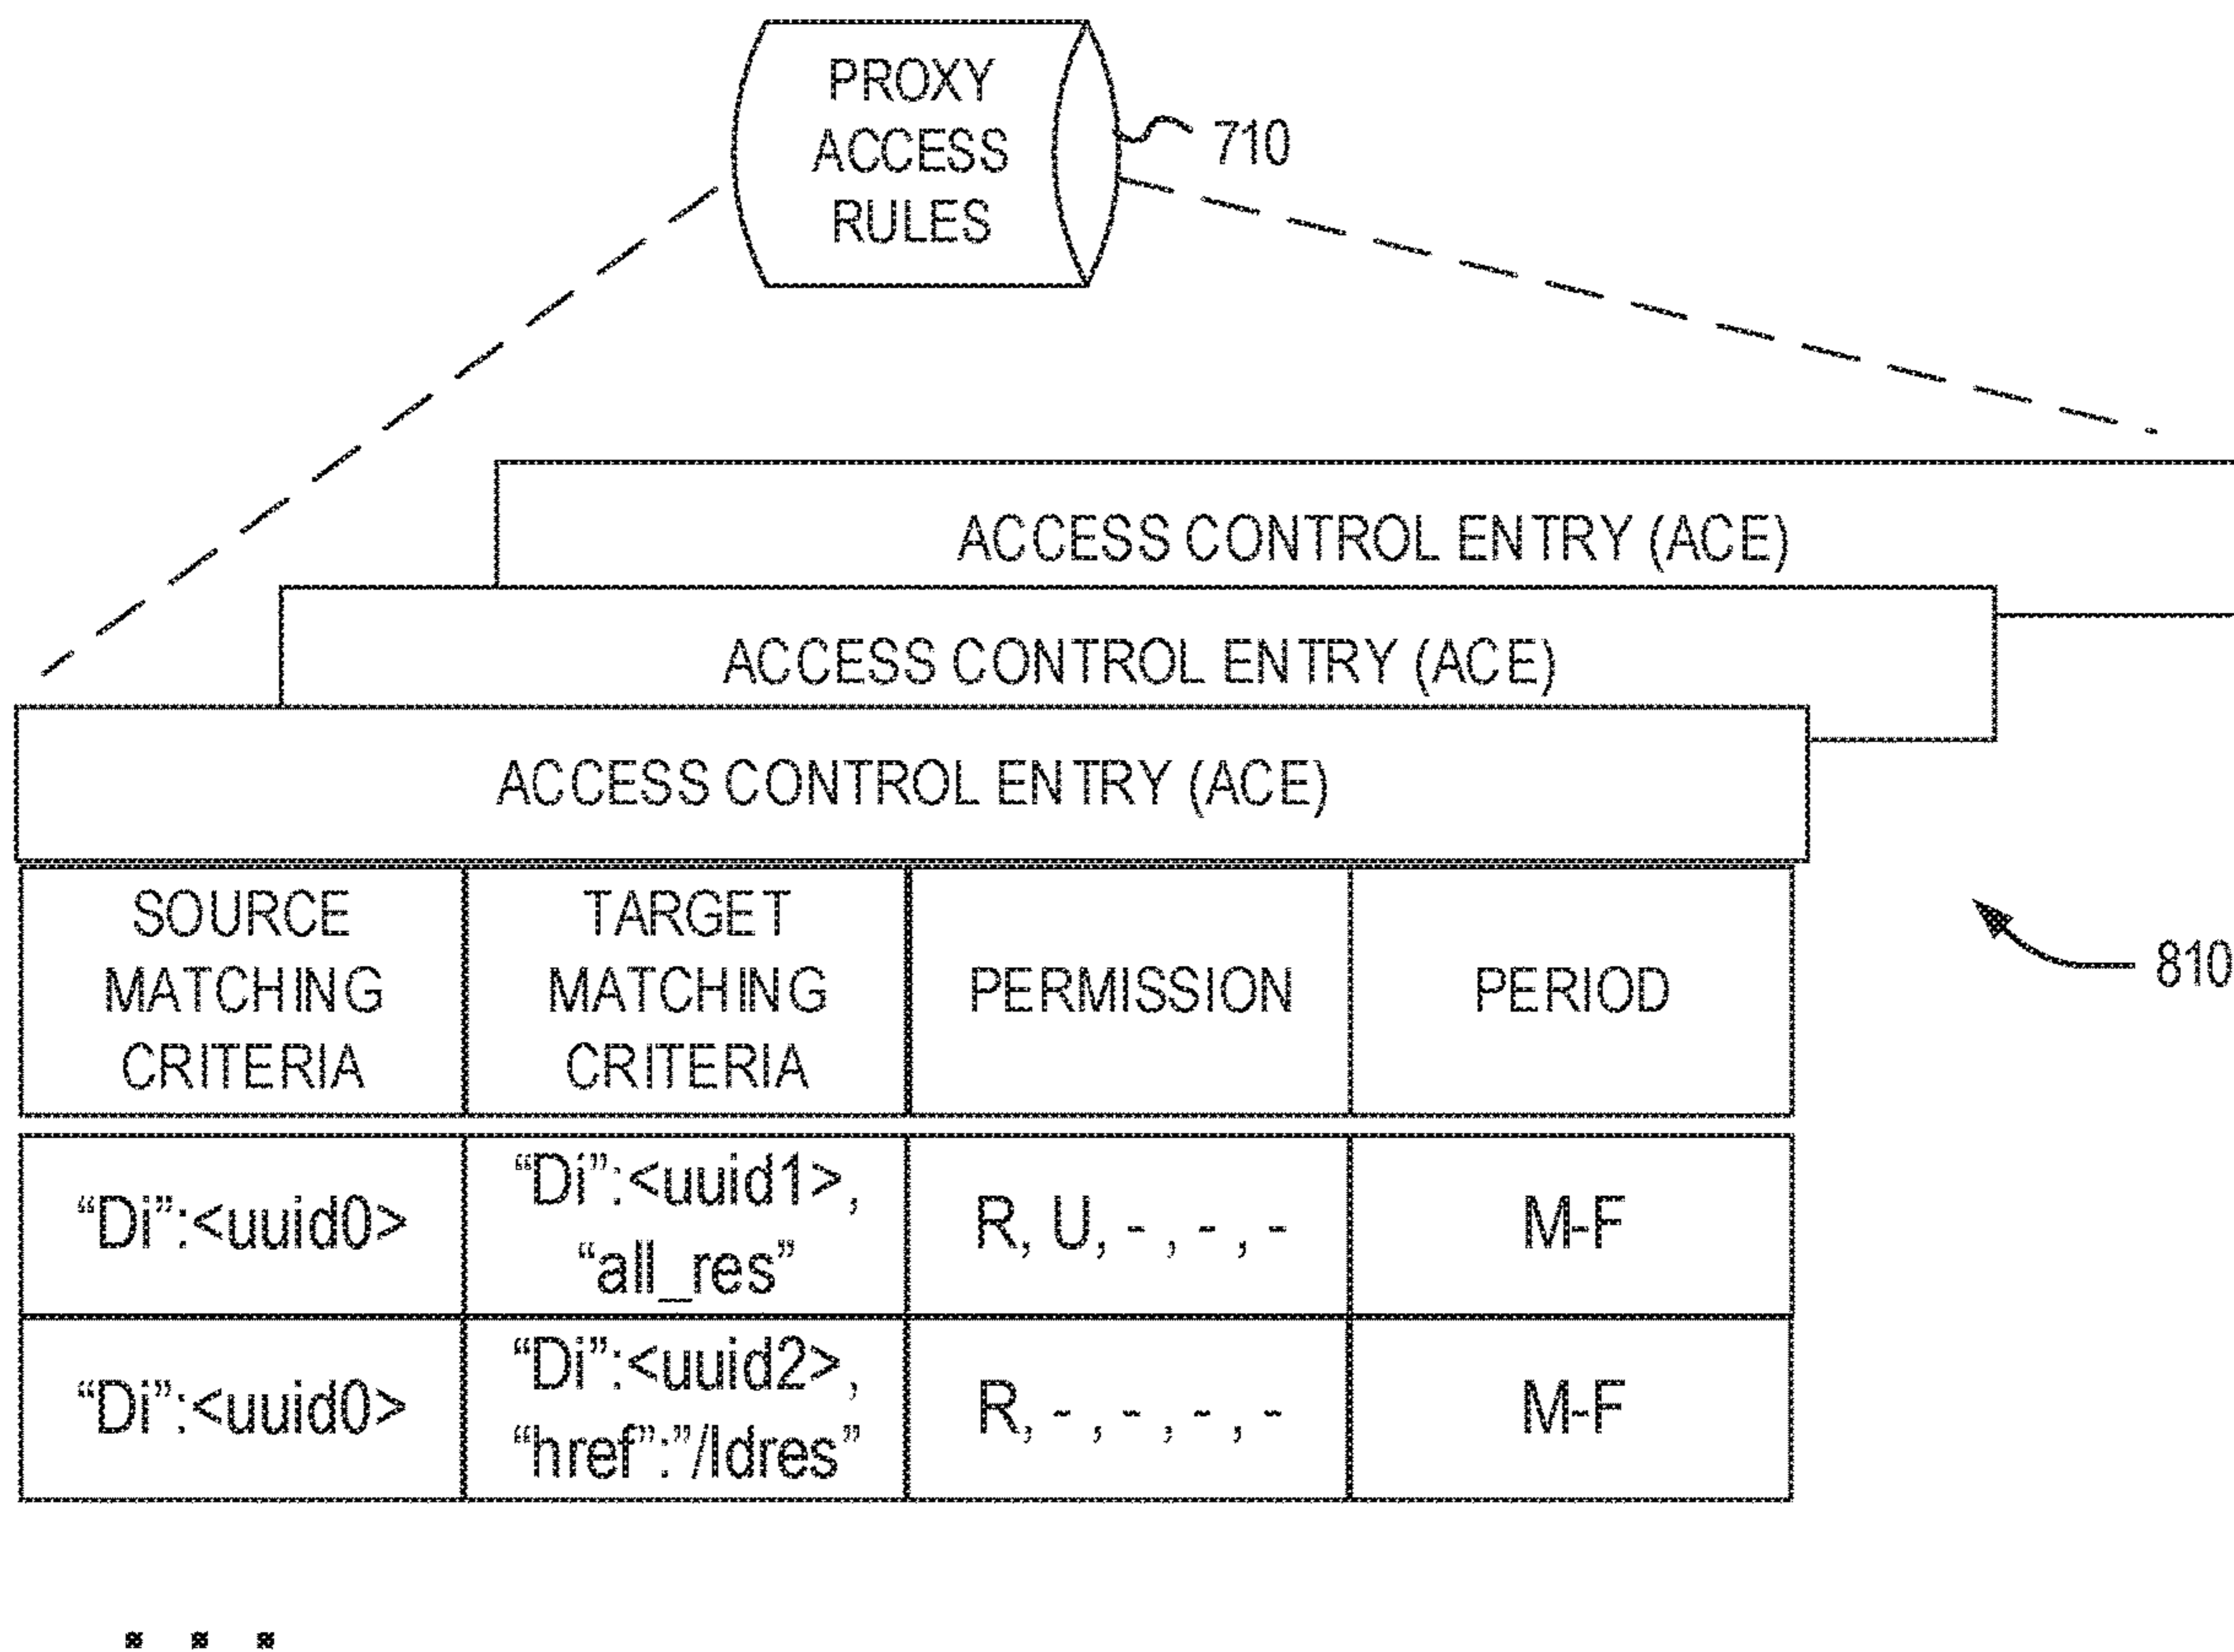 PROXY
ACCESS
RULES
710
ACCESS CONTROL ENTRY (ACE)
ACCESS CONTROL ENTRY (ACE)
ACCESS CONTROL ENTRY (ACE)
SOURCE
MATCHING
CRITERIA
TARGET
MATCHING
CRITERIA
PERMISSION
PERIOD
810
“Di”:<uuid0>
“Di”:<uuid1>,
“all_res”
R, U, - , - , -
M-F
“Di”:<uuid0>
“Di”:<uuid2>,
“href”:”/ldres”
R, - , - , - , -
M-F